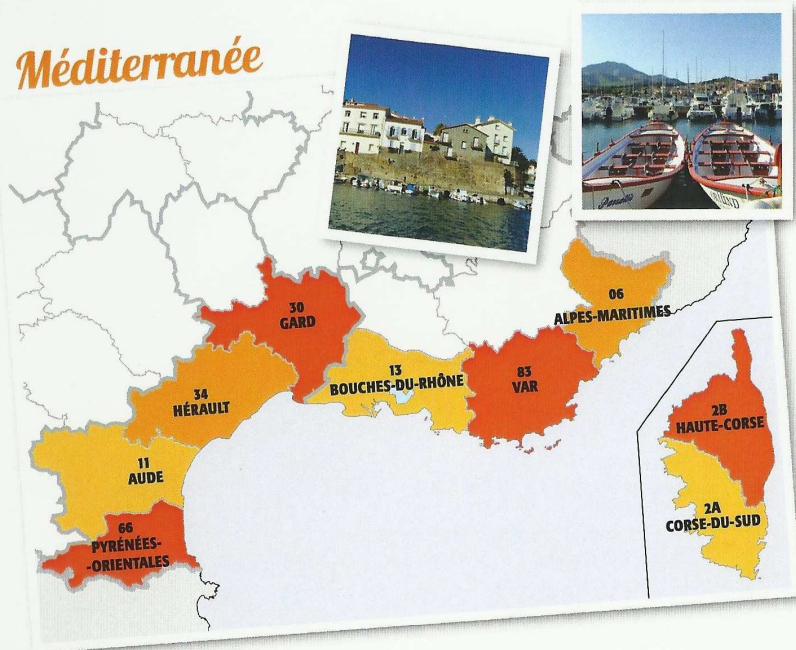 Méditerranée
30
GARD
06
ALPES-MARITIMES
34
HÉRAULT
13
BOUCHES-DU-RHÔNE
83
VAR
2B
HAUTE-CORSE
11
AUDE
2A
CORSE-DU-SUD
66
PYRÉNÉES-
-ORIENTALES